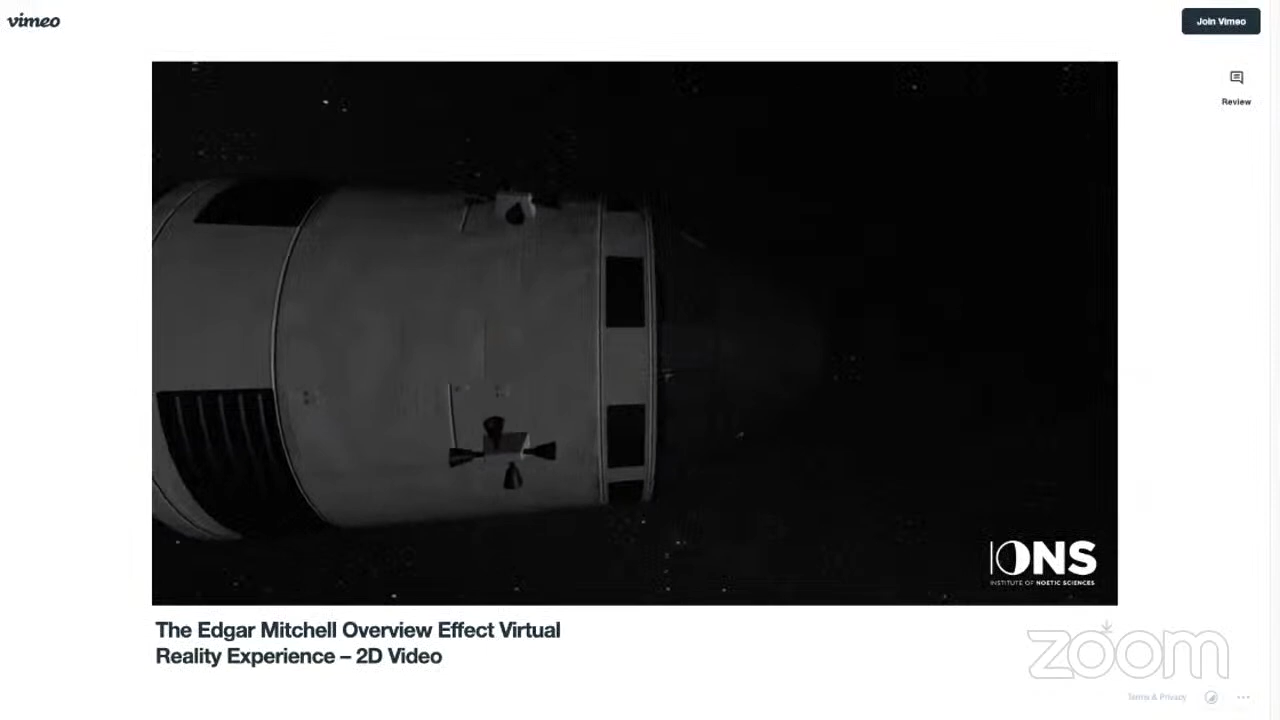 vimeo
Join Vimeo
Review
IONS
INSTITUTE OF NOETIC SCIENCES
The Edgar Mitchell Overview Effect Virtual
Reality Experience – 2D Video
zoom
Terms & Privacy